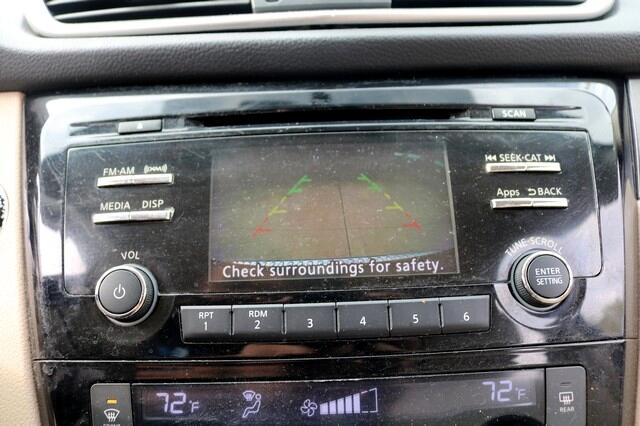 SCAN
FM·AM
SEEK·CAT
MEDIA DISP
Apps BACK
VOL
TUNE·SCROLL
Check surroundings for safety.
ENTER
SETTING
RPT
1
RDM
2
3
4
5
6
72°F
72°F
REAR